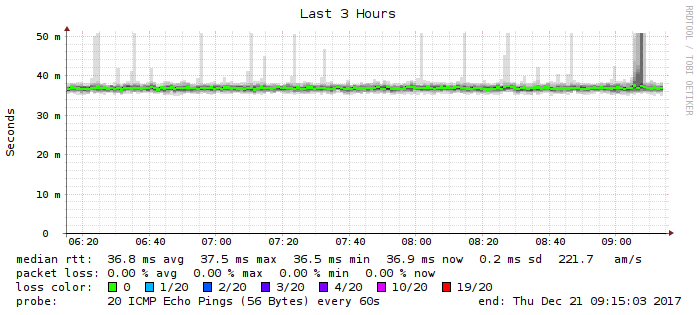 Last 3 Hours
RRDTOOL / TOBI OETIKER
Seconds
50 m
40 m
30 m
20 m
10 m
0
06:20 06:40 07:00 07:20 07:40 08:00 08:20 08:40 09:00
median rtt: 36.8 ms avg 37.5 ms max 36.5 ms min 36.9 ms now 0.2 ms sd 221.7 am/s
packet loss: 0.00 % avg 0.00 % max 0.00 % min 0.00 % now
loss color: 0 1/20 2/20 3/20 4/20 10/20 19/20
probe: 20 ICMP Echo Pings (56 Bytes) every 60s end: Thu Dec 21 09:15:03 2017